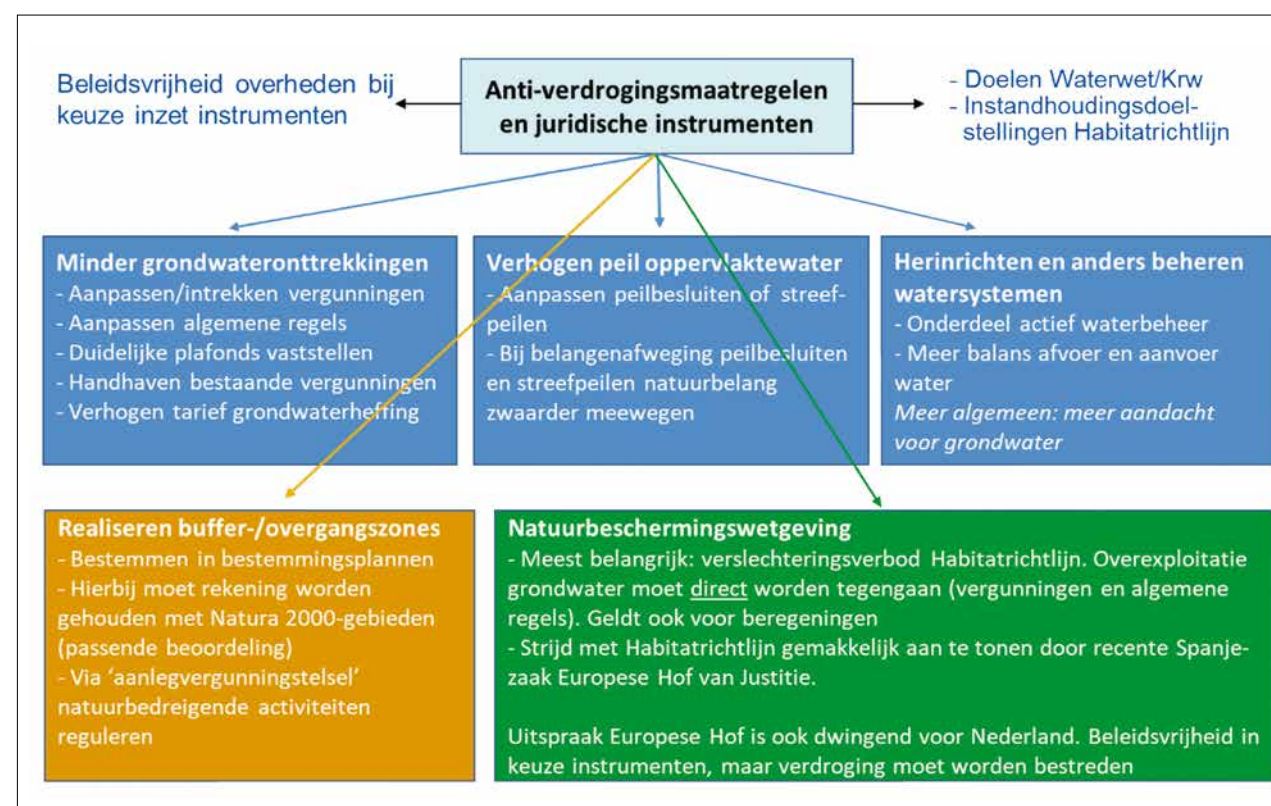 Beleidsvrijheid overheden bij
keuze inzet instrumenten
Anti-verdrogingsmaatregelen
en juridische instrumenten
- Doelen Waterwet/Krw
- Instandhoudingsdoel-
stellingen Habitatrichtlijn
Minder grondwateronttrekkingen
- Aanpassen/intrekken vergunningen
- Aanpassen algemene regels
- Duidelijke plafonds vaststellen
- Handhaven bestaande vergunningen
- Verhogen tarief grondwaterheffing
Verhogen peil oppervlaktewater
- Aanpassen peilbesluiten of streef-
peilen
- Bij belangenafweging peilbesluiten
en streefpeilen natuurbelang
zwaarder meewegen
Herinrichten en anders beheren
watersystemen
- Onderdeel actief waterbeheer
- Meer balans afvoer en aanvoer
water
Meer algemeen: meer aandacht
voor grondwater
Realiseren buffer-/overgangszones
- Bestemmen in bestemmingsplannen
- Hierbij moet rekening worden
gehouden met Natura 2000-gebieden
(passende beoordeling)
- Via ‘aanlegvergunningstelsel’
natuurbedreigende activiteiten
reguleren
Natuurbeschermingswetgeving
- Meest belangrijk: verslechteringsverbod Habitatrichtlijn. Overexploitatie
grondwater moet direct worden tegengaan (vergunningen en algemene
regels). Geldt ook voor beregeningen
- Strijd met Habitatrichtlijn gemakkelijk aan te tonen door recente Spanje-
zaak Europese Hof van Justitie.
Uitspraak Europese Hof is ook dwingend voor Nederland. Beleidsvrijheid in
keuze instrumenten, maar verdroging moet worden bestreden